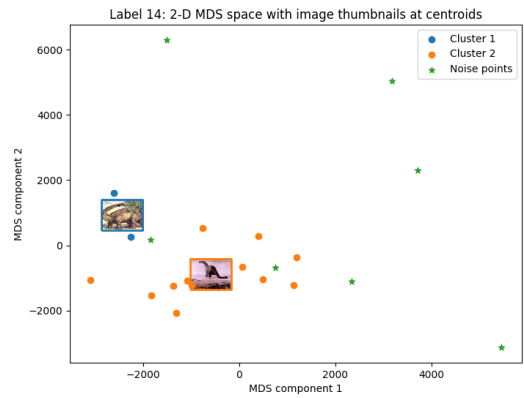 Label 14: 2-D MDS space with image thumbnails at centroids
Cluster 1
Cluster 2
Noise points
6000
4000
2000
0
−2000
MDS component 2
−2000
0
2000
4000
MDS component 1